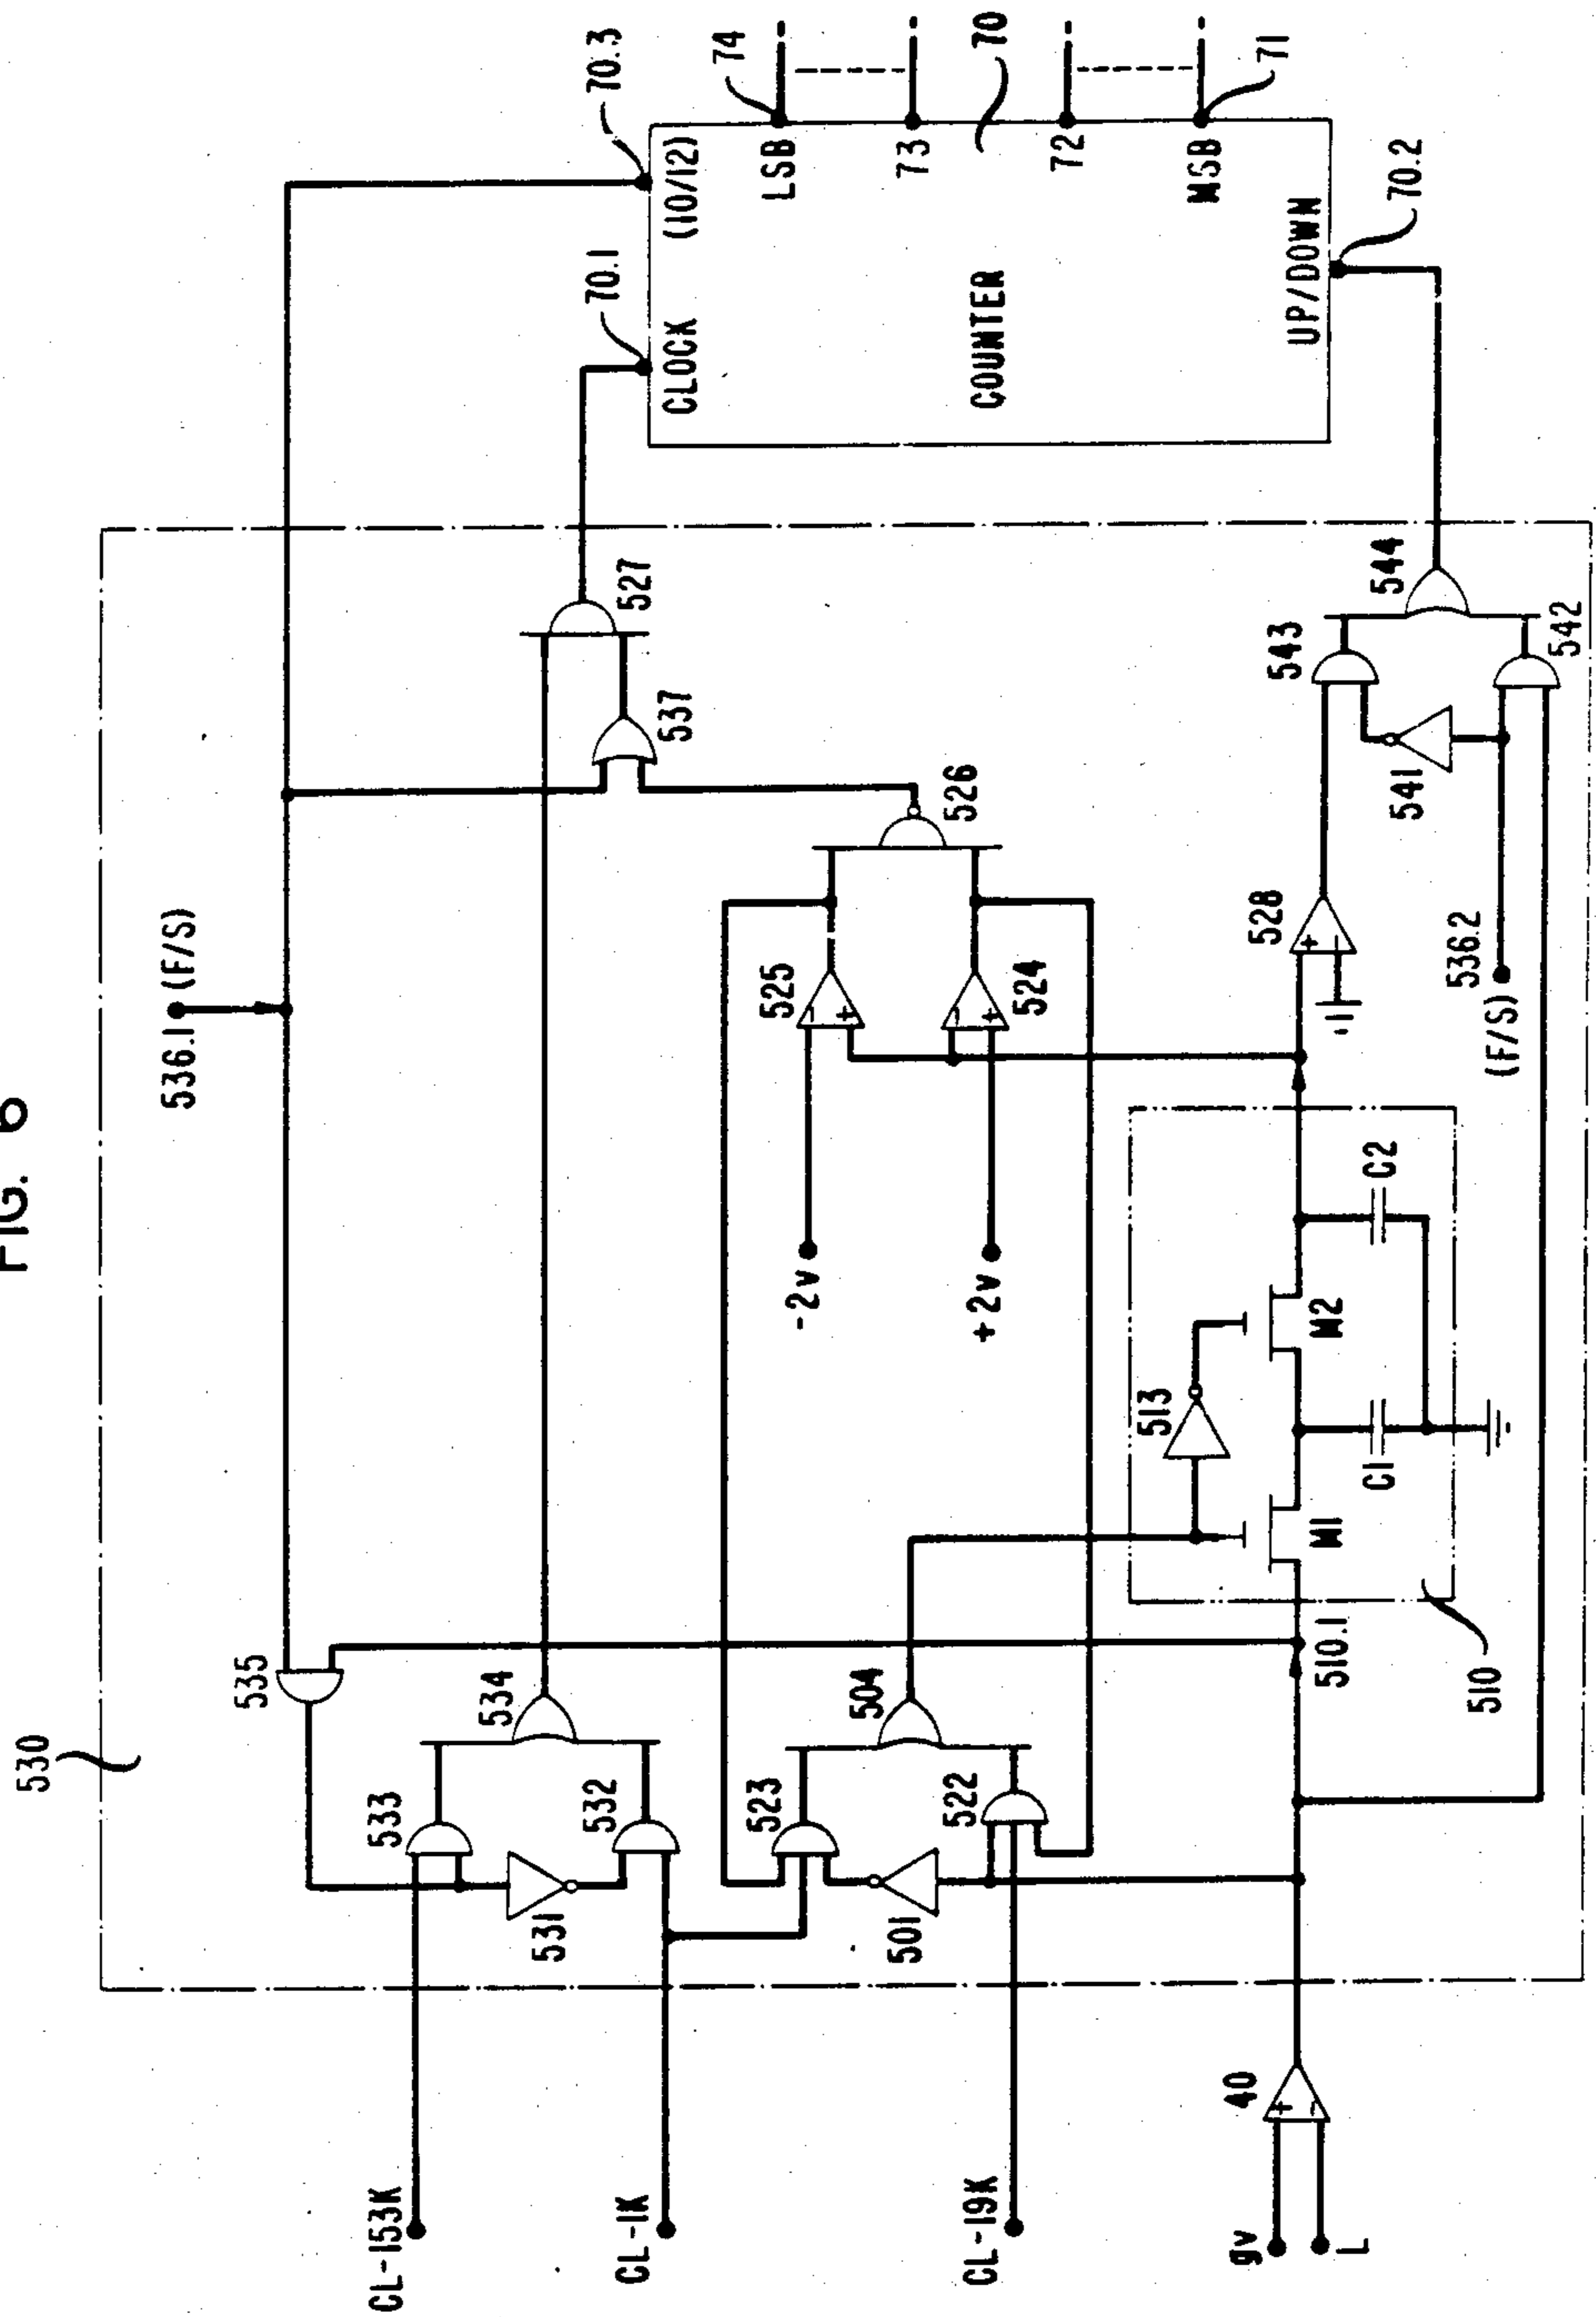 FIG. 6
530
536.1 (F/S)
535
CL-153K
533
534
531
532
CL-1K
523
504
501
522
CL-19K
gv
L
40
+
−
510.1
510
513
M1
M2
C1
C2
-2v
+2v
525
−
+
524
−
+
526
537
527
528
+
−
536.2
(F/S)
541
543
542
544
70.1
70.3
CLOCK
(10/12)
COUNTER
UP/DOWN
70.2
LSB
74
73
70
72
MSB
71